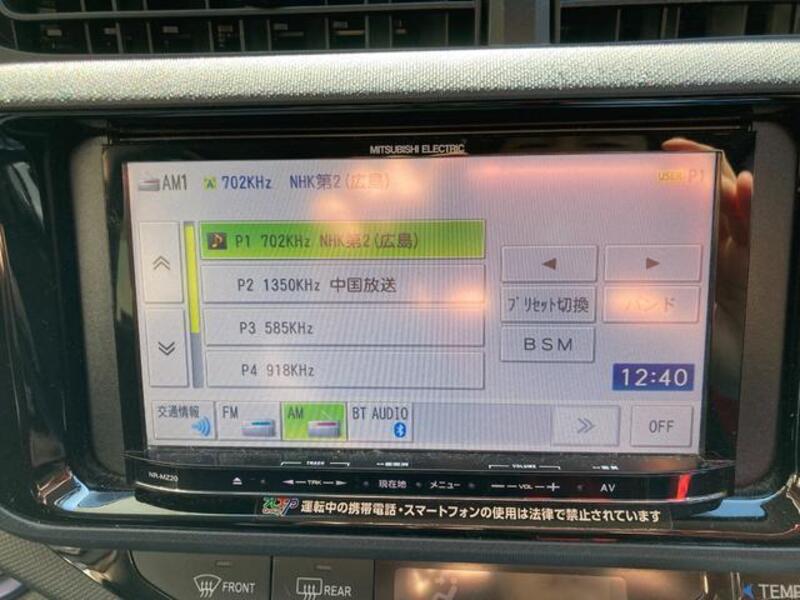 MITSUBISHI ELECTRIC
AM1 702KHz NHK第2(広島) USER P1
P1 702KHz NHK第2(広島)
P2 1350KHz 中国放送
P3 585KHz
P4 918KHz
プリセット切換 バンド
BSM
12:40
交通情報 FM AM BT AUDIO OFF
TRACK VOLUME
NR-MZ20 TRK 現在地 メニュー − VOL + AV
運転中の携帯電話・スマートフォンの使用は法律で禁止されています
FRONT REAR TEMP